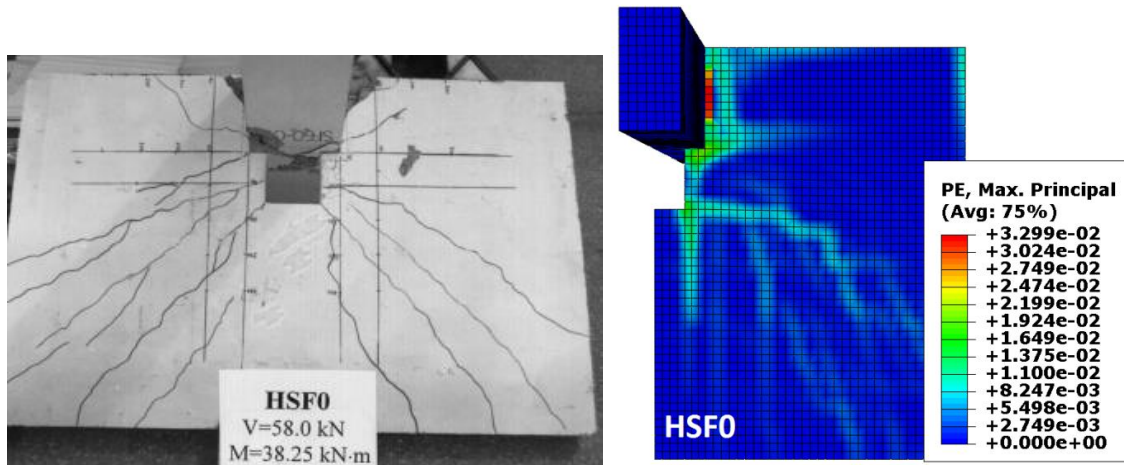 HSF0
V=58.0 kN
M=38.25 kN·m
PE, Max. Principal
(Avg: 75%)
+3.299e-02
+3.024e-02
+2.749e-02
+2.474e-02
+2.199e-02
+1.924e-02
+1.649e-02
+1.375e-02
+1.100e-02
+8.247e-03
+5.498e-03
+2.749e-03
+0.000e+00
HSF0